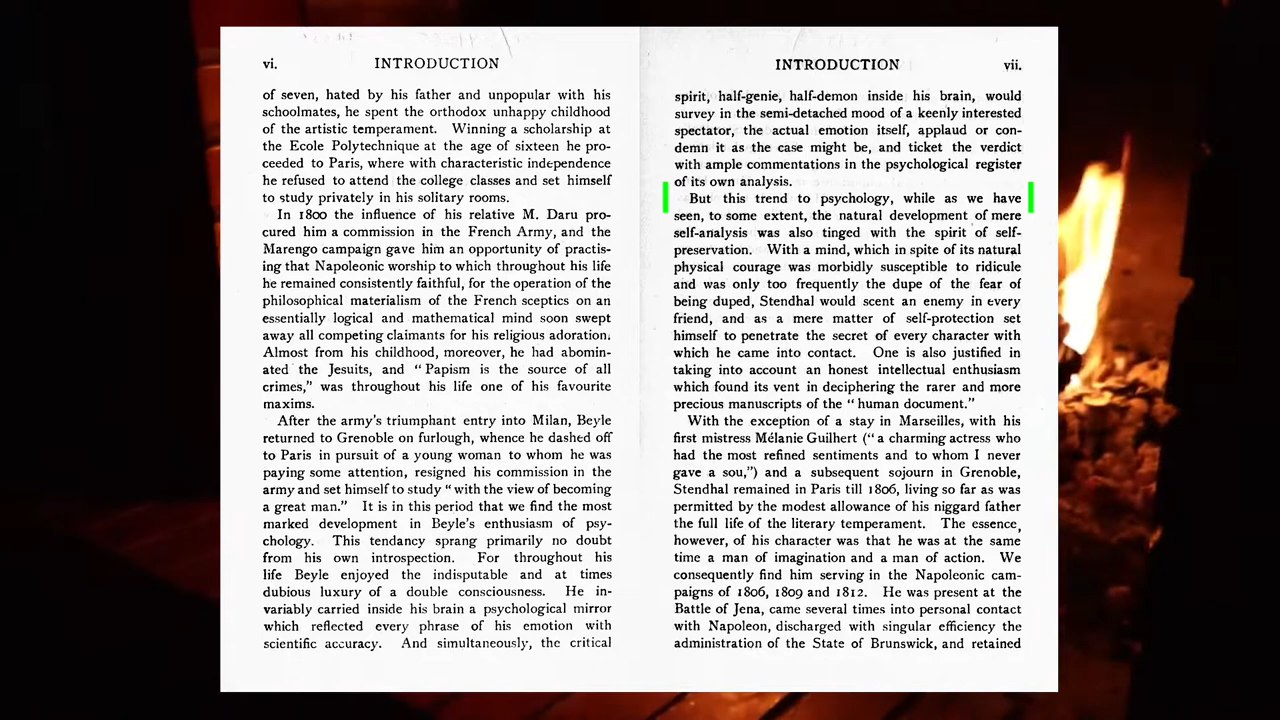 vi.
INTRODUCTION
of seven, hated by his father and unpopular with his
schoolmates, he spent the orthodox unhappy childhood
of the artistic temperament. Winning a scholarship at
the Ecole Polytechnique at the age of sixteen he pro-
ceeded to Paris, where with characteristic independence
he refused to attend the college classes and set himself
to study privately in his solitary rooms.
In 1800 the influence of his relative M. Daru pro-
cured him a commission in the French Army, and the
Marengo campaign gave him an opportunity of practis-
ing that Napoleonic worship to which throughout his life
he remained consistently faithful, for the operation of the
philosophical materialism of the French sceptics on an
essentially logical and mathematical mind soon swept
away all competing claimants for his religious adoration.
Almost from his childhood, moreover, he had abomin-
ated the Jesuits, and “Papism is the source of all
crimes,” was throughout his life one of his favourite
maxims.
After the army's triumphant entry into Milan, Beyle
returned to Grenoble on furlough, whence he dashed off
to Paris in pursuit of a young woman to whom he was
paying some attention, resigned his commission in the
army and set himself to study “with the view of becoming
a great man.” It is in this period that we find the most
marked development in Beyle's enthusiasm of psy-
chology. This tendency sprang primarily no doubt
from his own introspection. For throughout his
life Beyle enjoyed the indisputable and at times
dubious luxury of a double consciousness. He in-
variably carried inside his brain a psychological mirror
which reflected every phrase of his emotion with
scientific accuracy. And simultaneously, the critical
INTRODUCTION
vii.
spirit, half-genie, half-demon inside his brain, would
survey in the semi-detached mood of a keenly interested
spectator, the actual emotion itself, applaud or con-
demn it as the case might be, and ticket the verdict
with ample commentations in the psychological register
of its own analysis.
But this trend to psychology, while as we have
seen, to some extent, the natural development of mere
self-analysis was also tinged with the spirit of self-
preservation. With a mind, which in spite of its natural
physical courage was morbidly susceptible to ridicule
and was only too frequently the dupe of the fear of
being duped, Stendhal would scent an enemy in every
friend, and as a mere matter of self-protection set
himself to penetrate the secret of every character with
which he came into contact. One is also justified in
taking into account an honest intellectual enthusiasm
which found its vent in deciphering the rarer and more
precious manuscripts of the “human document.”
With the exception of a stay in Marseilles, with his
first mistress Mélanie Guilhert (“a charming actress who
had the most refined sentiments and to whom I never
gave a sou,”) and a subsequent sojourn in Grenoble,
Stendhal remained in Paris till 1806, living so far as was
permitted by the modest allowance of his niggard father
the full life of the literary temperament. The essence,
however, of his character was that he was at the same
time a man of imagination and a man of action. We
consequently find him serving in the Napoleonic cam-
paigns of 1806, 1809 and 1812. He was present at the
Battle of Jena, came several times into personal contact
with Napoleon, discharged with singular efficiency the
administration of the State of Brunswick, and retained